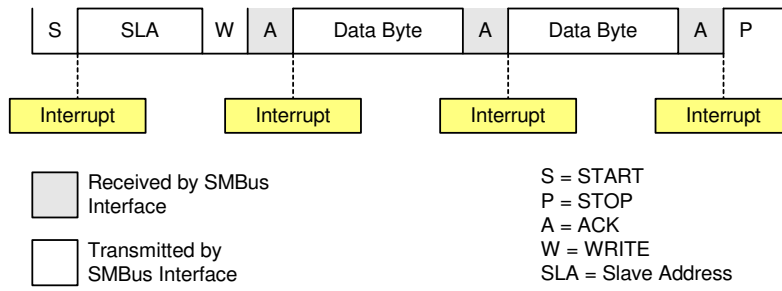 S SLA W A Data Byte A Data Byte A P
Interrupt Interrupt Interrupt Interrupt
Received by SMBus
Interface
Transmitted by
SMBus Interface
S = START
P = STOP
A = ACK
W = WRITE
SLA = Slave Address